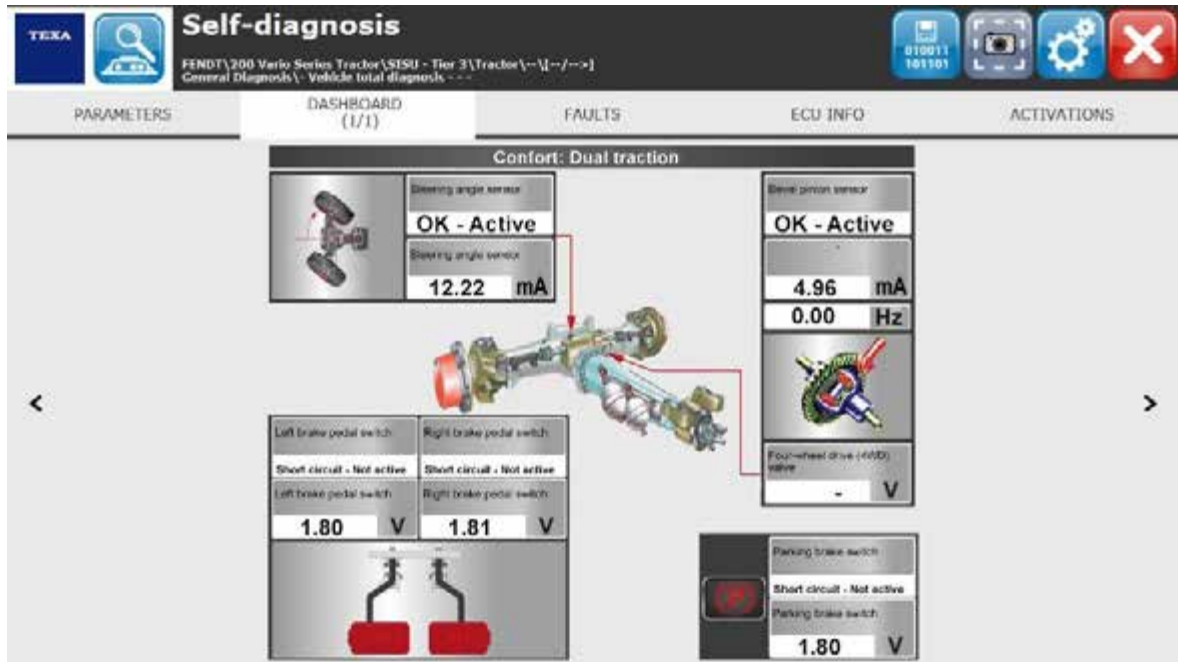 TEXA
Self-diagnosis
FENDT\200 Vario Series Tractor\SISU - Tier 3\Tractor\--\[--/-->]
General Diagnosis\- Vehicle total diagnosis - - -
010011
101101
PARAMETERS
DASHBOARD
(1/1)
FAULTS
ECU INFO
ACTIVATIONS
Confort: Dual traction
Steering angle sensor
OK - Active
Steering angle sensor
12.22 mA
Bevel pinion sensor
OK - Active
4.96 mA
0.00 Hz
<
>
Left brake pedal switch
Right brake pedal switch
Short circuit - Not active
Short circuit - Not active
Left brake pedal switch
Right brake pedal switch
1.80 V
1.81 V
Four-wheel drive (4WD)
valve
- V
Parking brake switch
Short circuit - Not active
Parking brake switch
1.80 V